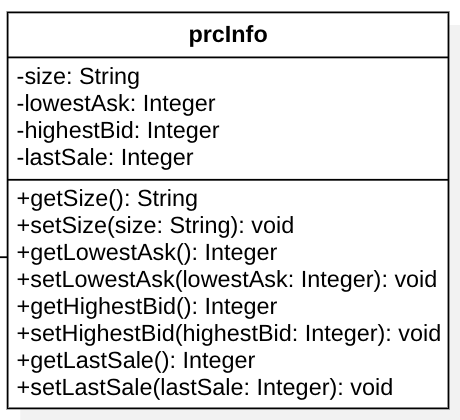 prcInfo
-size: String
-lowestAsk: Integer
-highestBid: Integer
-lastSale: Integer
+getSize(): String
+setSize(size: String): void
+getLowestAsk(): Integer
+setLowestAsk(lowestAsk: Integer): void
+getHighestBid(): Integer
+setHighestBid(highestBid: Integer): void
+getLastSale(): Integer
+setLastSale(lastSale: Integer): void